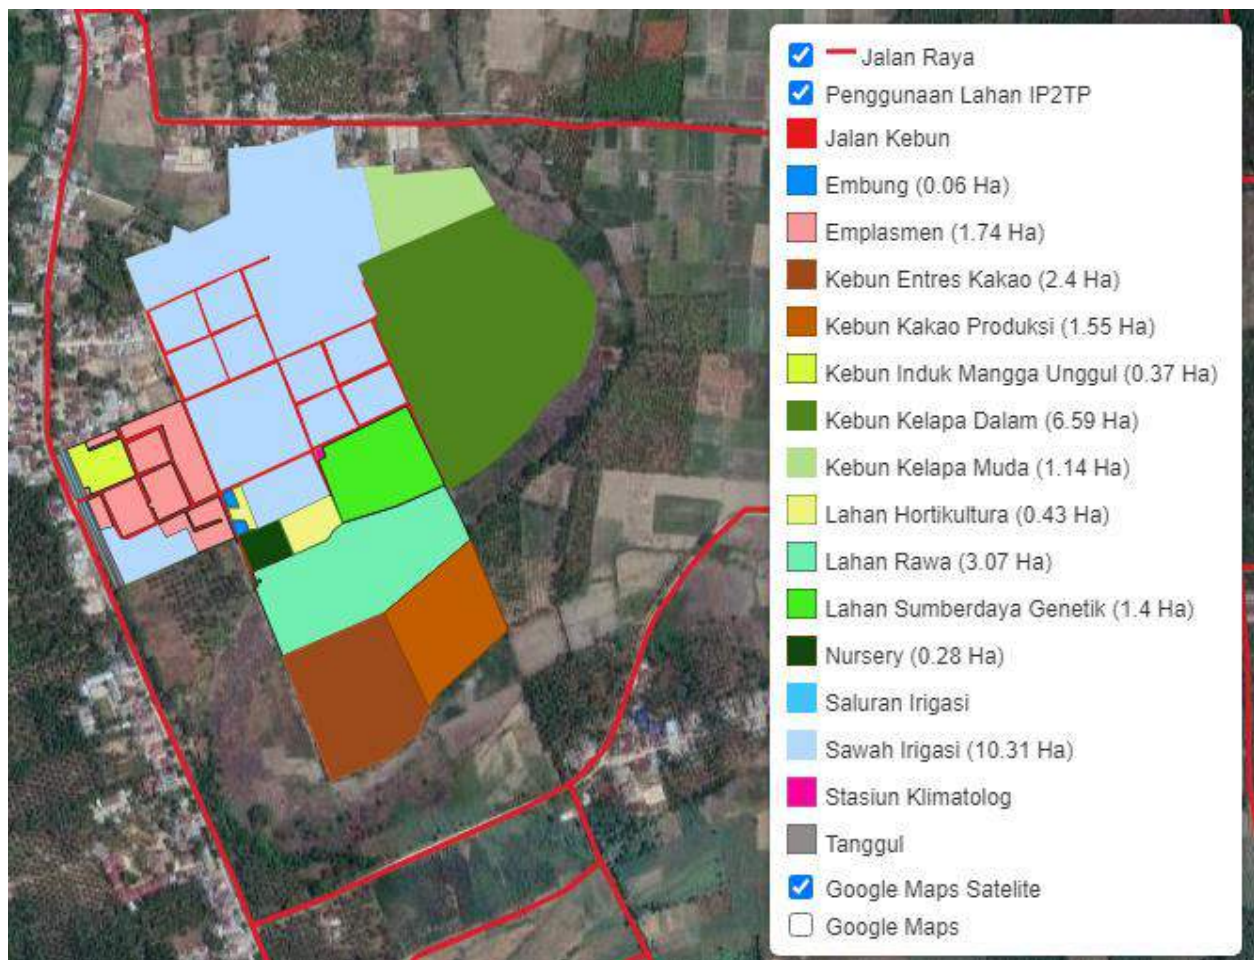 Jalan Raya
Penggunaan Lahan IP2TP
Jalan Kebun
Embung (0.06 Ha)
Emplasmen (1.74 Ha)
Kebun Entres Kakao (2.4 Ha)
Kebun Kakao Produksi (1.55 Ha)
Kebun Induk Mangga Unggul (0.37 Ha)
Kebun Kelapa Dalam (6.59 Ha)
Kebun Kelapa Muda (1.14 Ha)
Lahan Hortikultura (0.43 Ha)
Lahan Rawa (3.07 Ha)
Lahan Sumberdaya Genetik (1.4 Ha)
Nursery (0.28 Ha)
Saluran Irigasi
Sawah Irigasi (10.31 Ha)
Stasiun Klimatolog
Tanggul
Google Maps Satelite
Google Maps